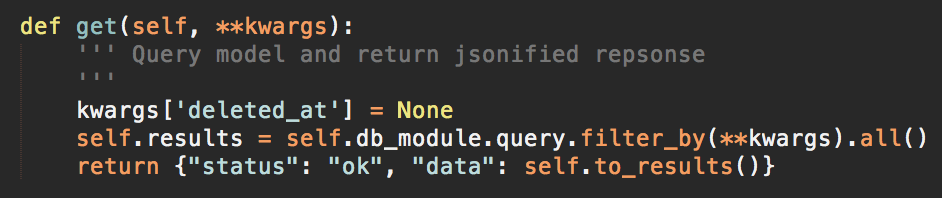 def get(self, **kwargs):
    ''' Query model and return jsonified repsonse
    '''
    kwargs['deleted_at'] = None
    self.results = self.db_module.query.filter_by(**kwargs).all()
    return {"status": "ok", "data": self.to_results()}